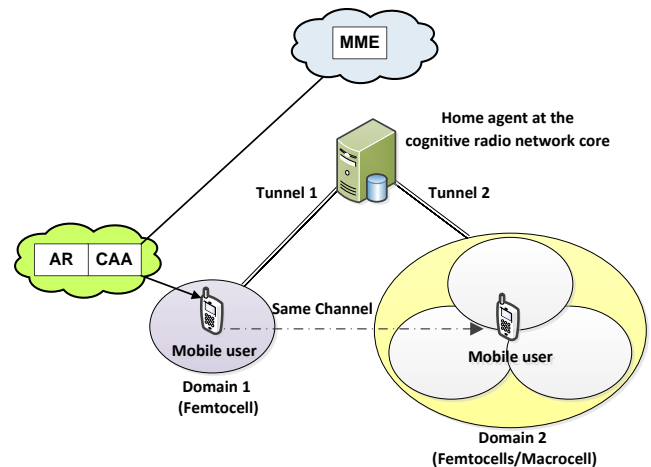 MME
Home agent at the
cognitive radio network core
Tunnel 1
Tunnel 2
AR
CAA
Same Channel
Mobile user
Mobile user
Domain 1
(Femtocell)
Domain 2
(Femtocells/Macrocell)